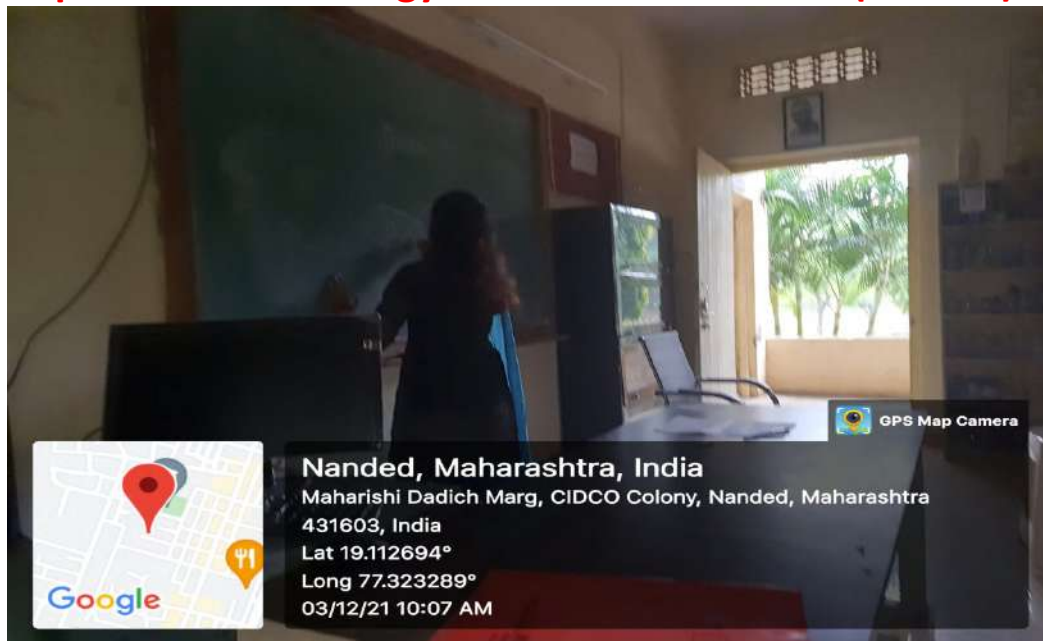 GPS Map Camera
Nanded, Maharashtra, India
Maharishi Dadich Marg, CIDCO Colony, Nanded, Maharashtra
431603, India
Lat 19.112694°
Long 77.323289°
03/12/21 10:07 AM
Google